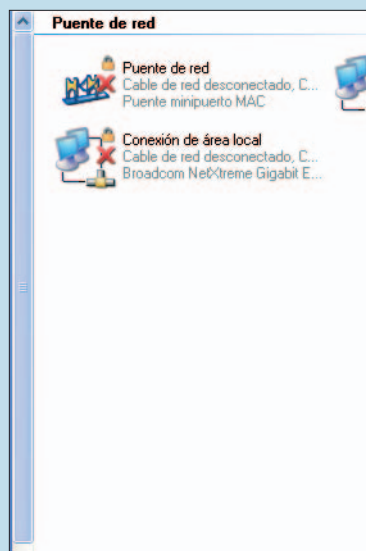 Puente de red
Puente de red
Cable de red desconectado, C...
Puente minipuerto MAC
Conexión de área local
Cable de red desconectado, C...
Broadcom NetXtreme Gigabit E...